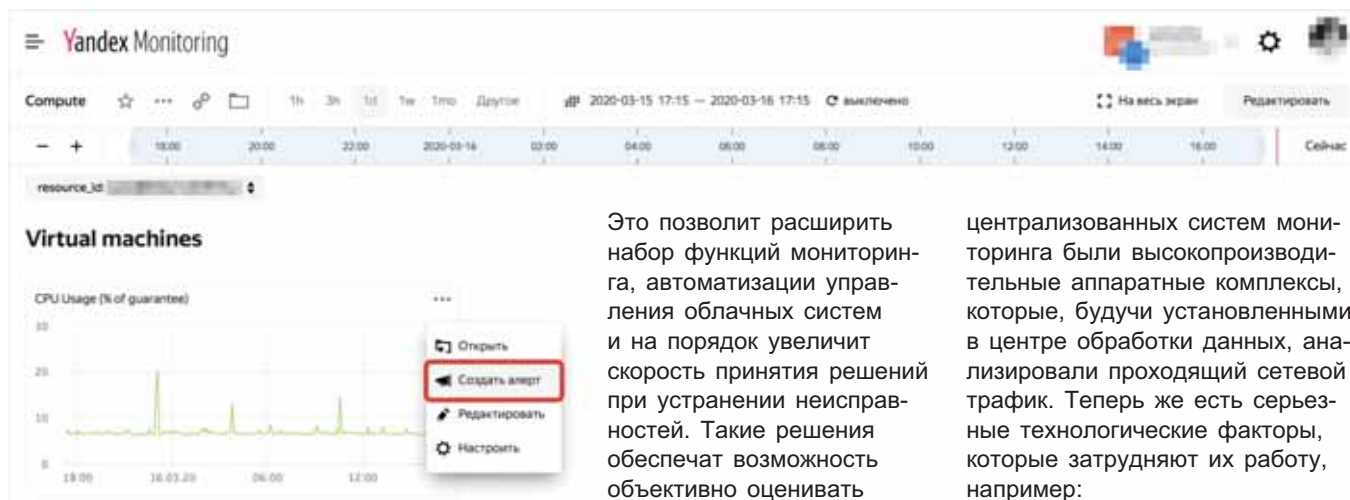 Yandex Monitoring
Compute 1h 3h 1d 1w 1mo Другое 2020-03-15 17:15 — 2020-03-16 17:15 выключено На весь экран Редактировать
− + 18:00 20:00 22:00 2020-03-16 02:00 04:00 06:00 08:00 10:00 12:00 14:00 16:00 Сейчас
resource_id
Virtual machines
CPU Usage (% of guarantee)
30
20
10
0
18:00 16.03.20 06:00 12:00
Открыть
Создать алерт
Редактировать
Настроить
Это позволит расширить
набор функций мониторин-
га, автоматизации управ-
ления облачных систем
и на порядок увеличит
скорость принятия решений
при устранении неисправ-
ностей. Такие решения
обеспечат возможность
объективно оценивать
централизованных систем мони-
торинга были высокопроизводи-
тельные аппаратные комплексы,
которые, будучи установленными
в центре обработки данных, ана-
лизировали проходящий сетевой
трафик. Теперь же есть серьез-
ные технологические факторы,
которые затрудняют их работу,
например: